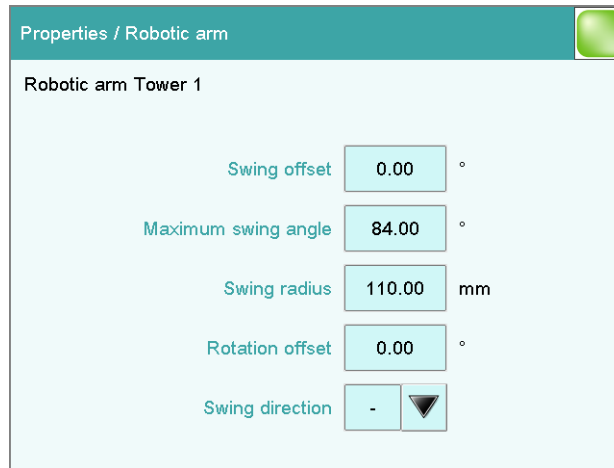 Properties / Robotic arm
Robotic arm Tower 1
Swing offset 0.00 °
Maximum swing angle 84.00 °
Swing radius 110.00 mm
Rotation offset 0.00 °
Swing direction -